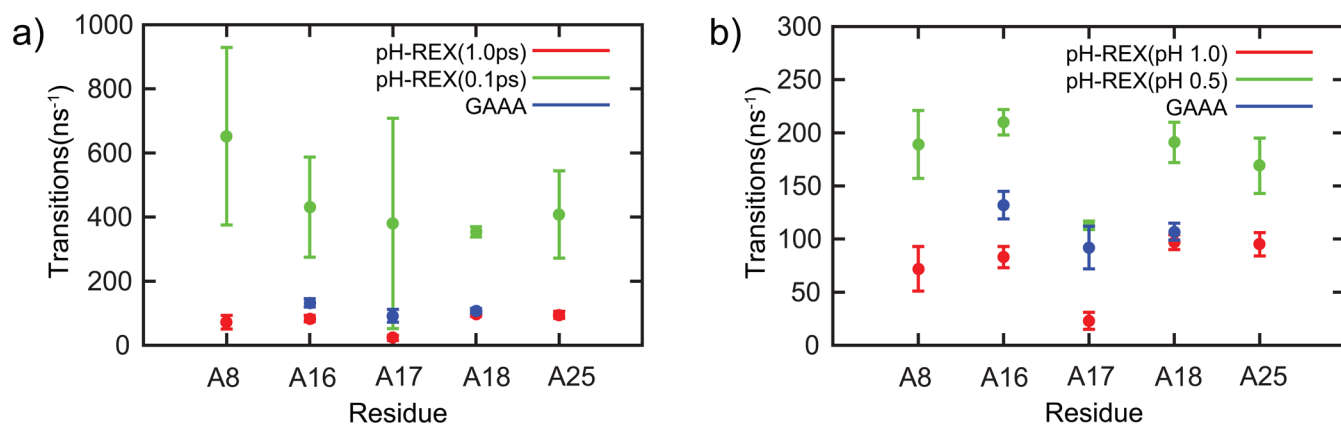 a)
Transitions(ns⁻¹)
1000
800
600
400
200
0
pH-REX(1.0ps)
pH-REX(0.1ps)
GAAA
A8 A16 A17 A18 A25
Residue
b)
Transitions(ns⁻¹)
300
250
200
150
100
50
0
pH-REX(pH 1.0)
pH-REX(pH 0.5)
GAAA
A8 A16 A17 A18 A25
Residue